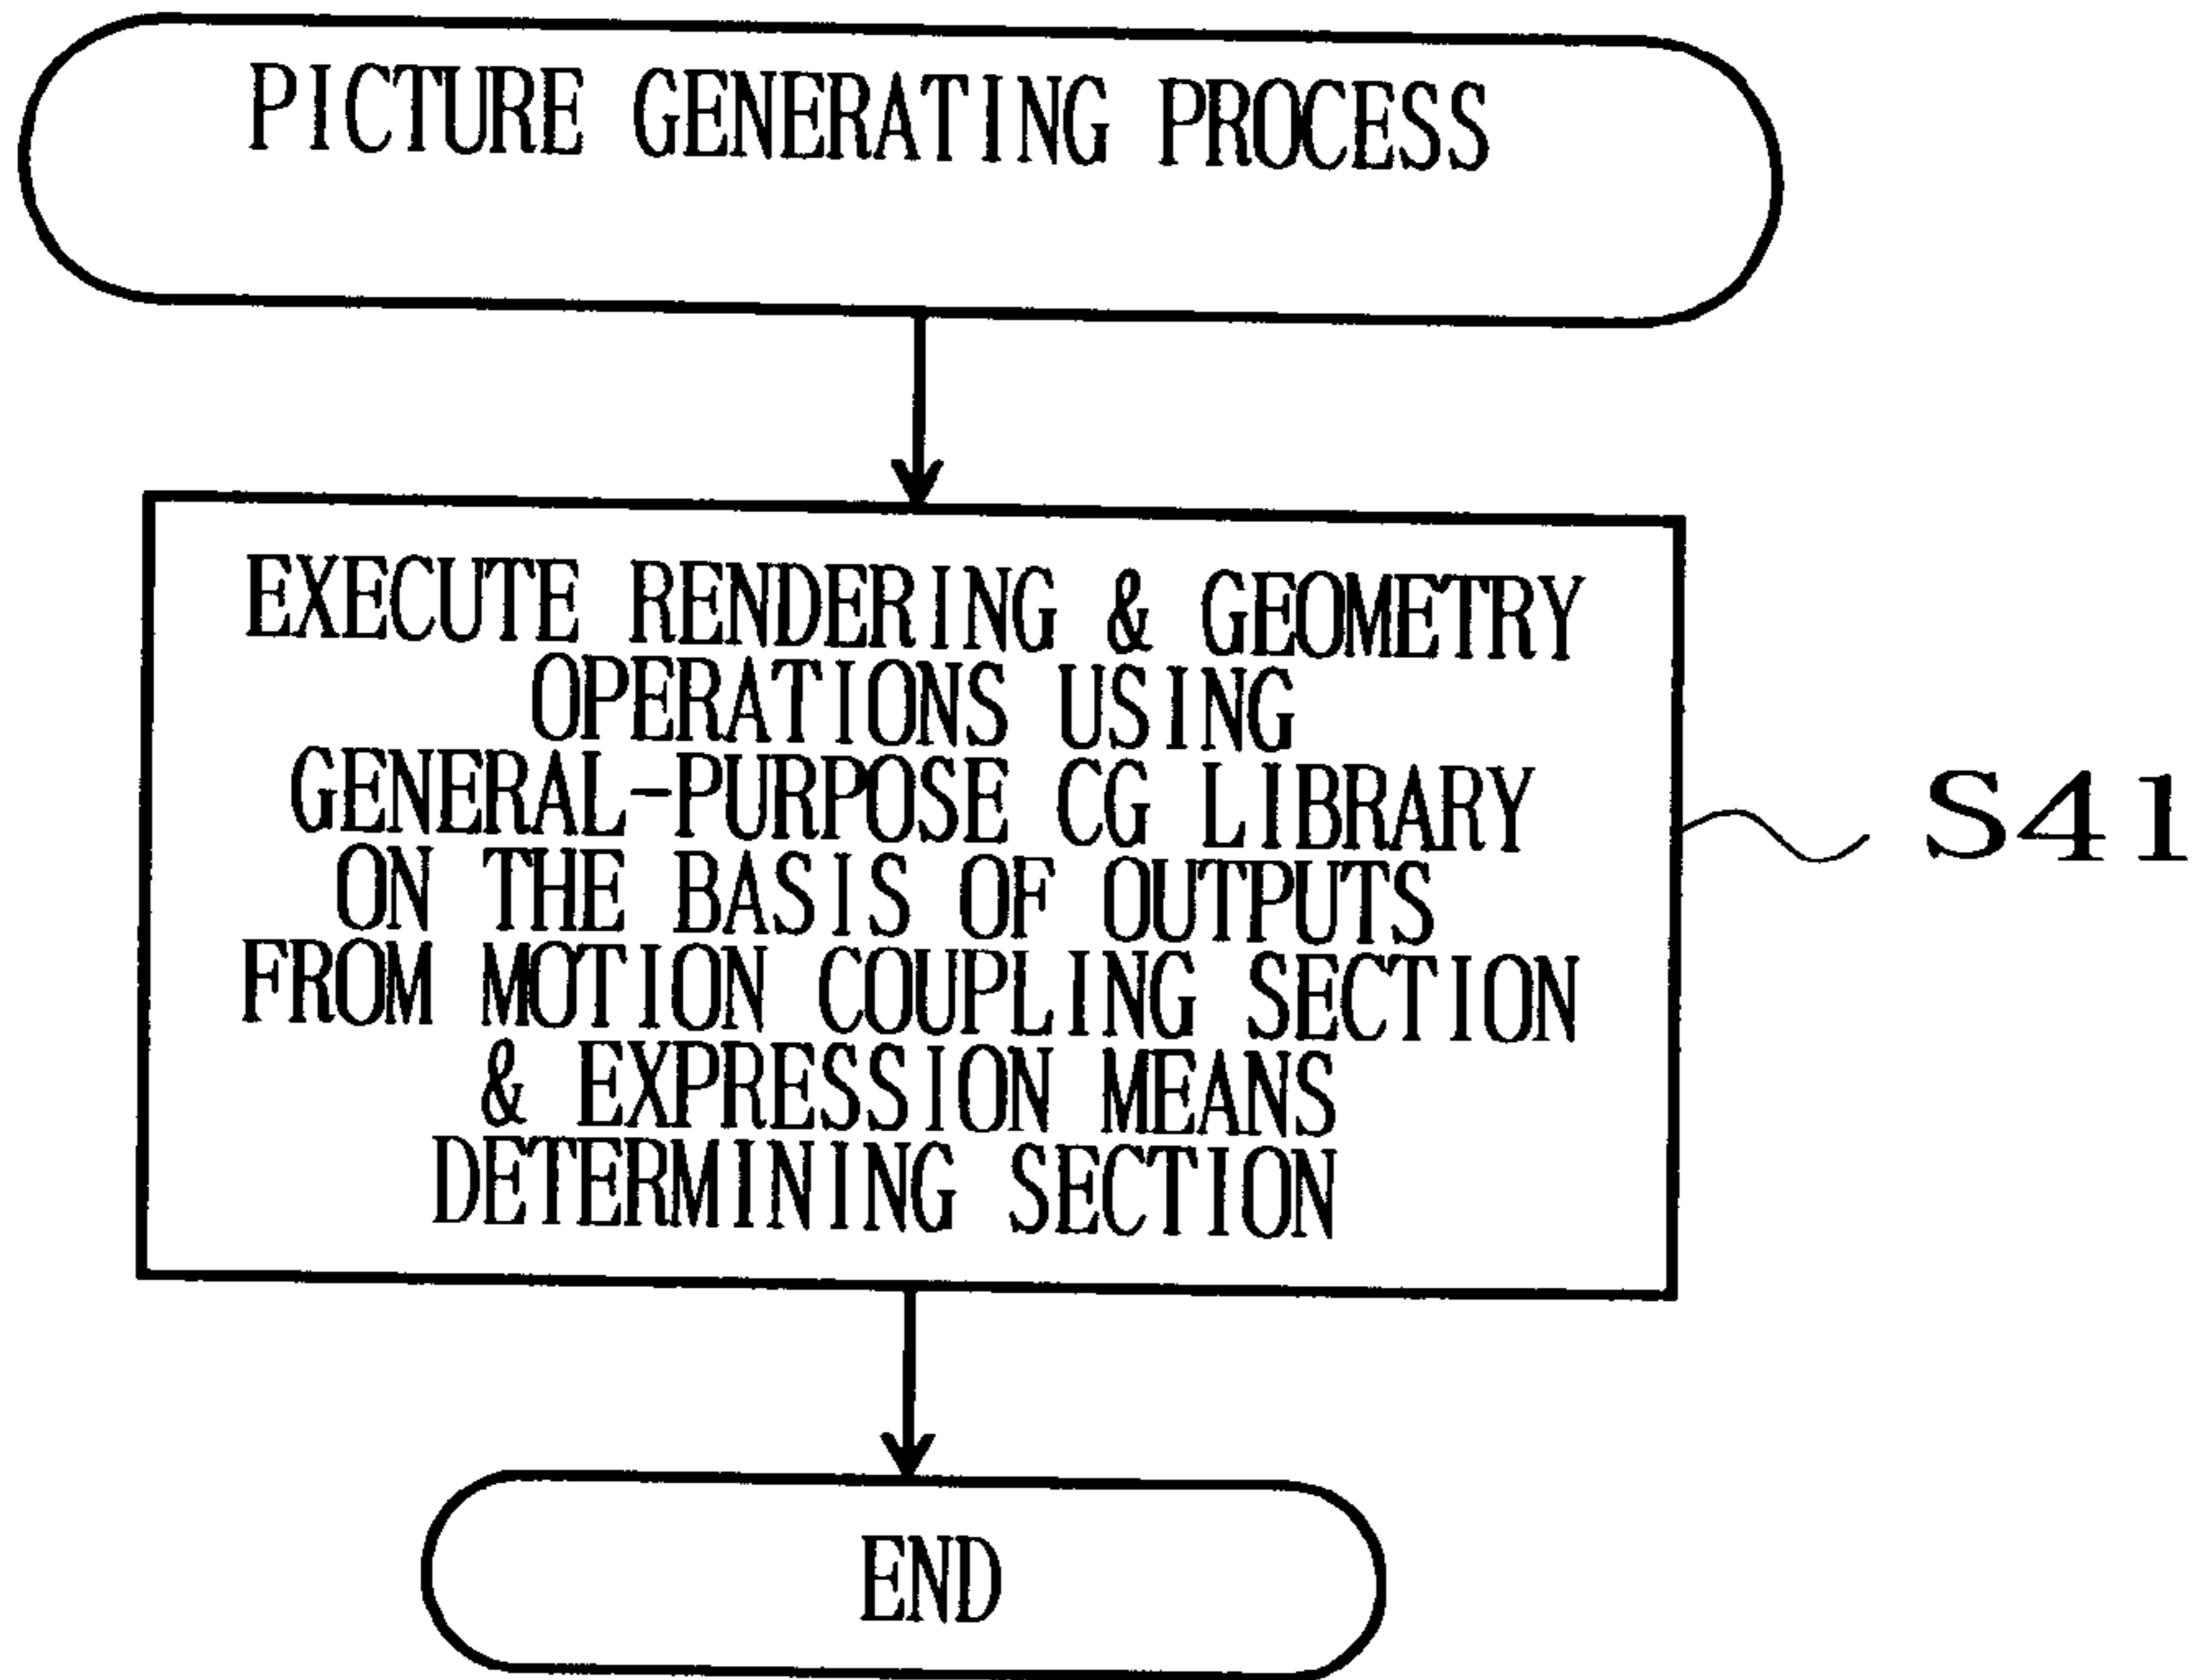 PICTURE GENERATING PROCESS
EXECUTE RENDERING & GEOMETRY
OPERATIONS USING
GENERAL-PURPOSE CG LIBRARY
ON THE BASIS OF OUTPUTS
FROM MOTION COUPLING SECTION
& EXPRESSION MEANS
DETERMINING SECTION
S41
END